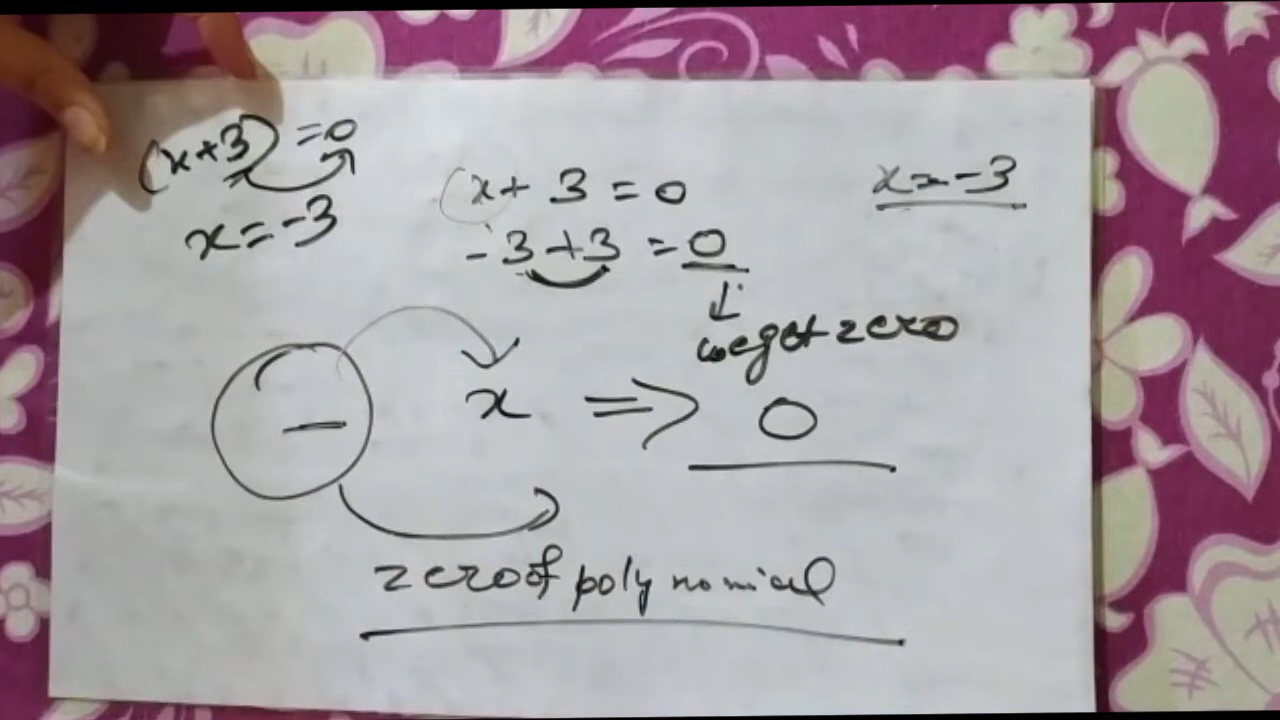 (x+3) =0
x=-3
(x+ 3 = 0
x=-3
-3+3 = 0
↓
we get zero
— x => 0
zero of polynomial